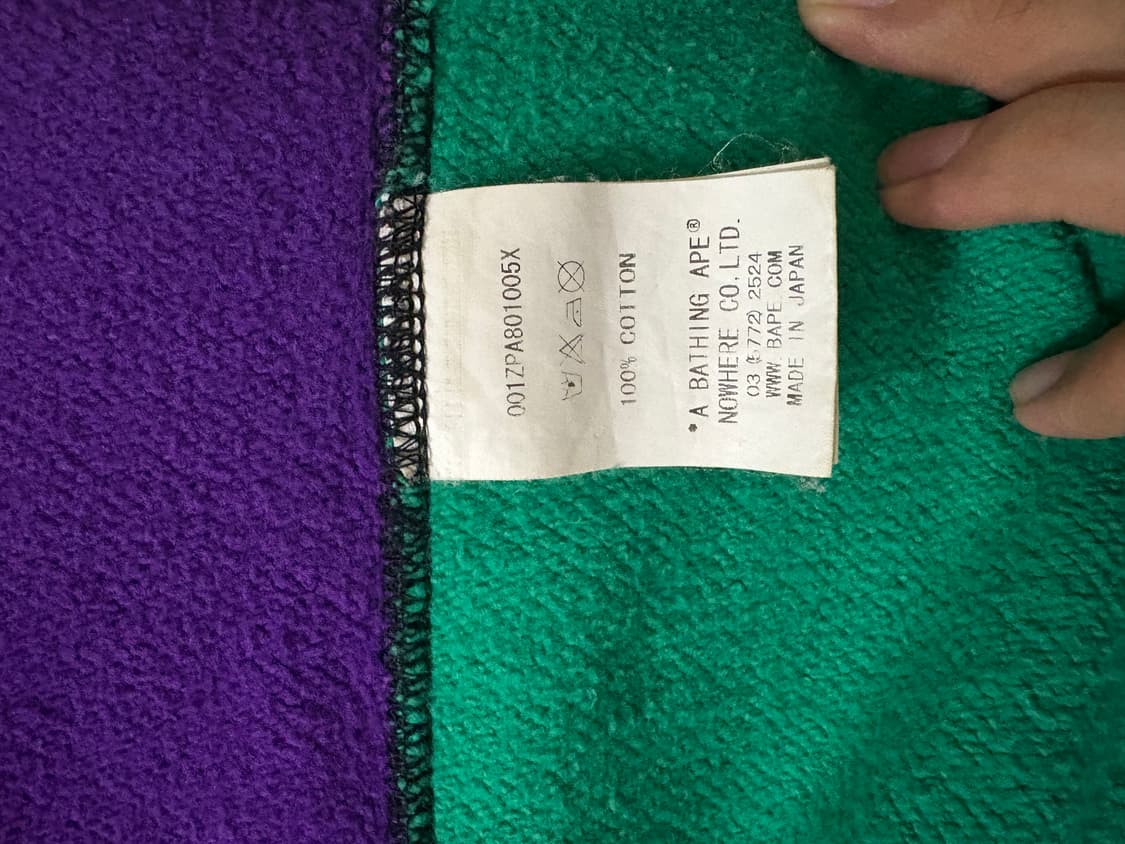 001ZPA801005X
100% COTTON
*A BATHING APE®
NOWHERE CO.LTD.
03 (5772) 2524
WWW. BAPE. COM
MADE IN JAPAN